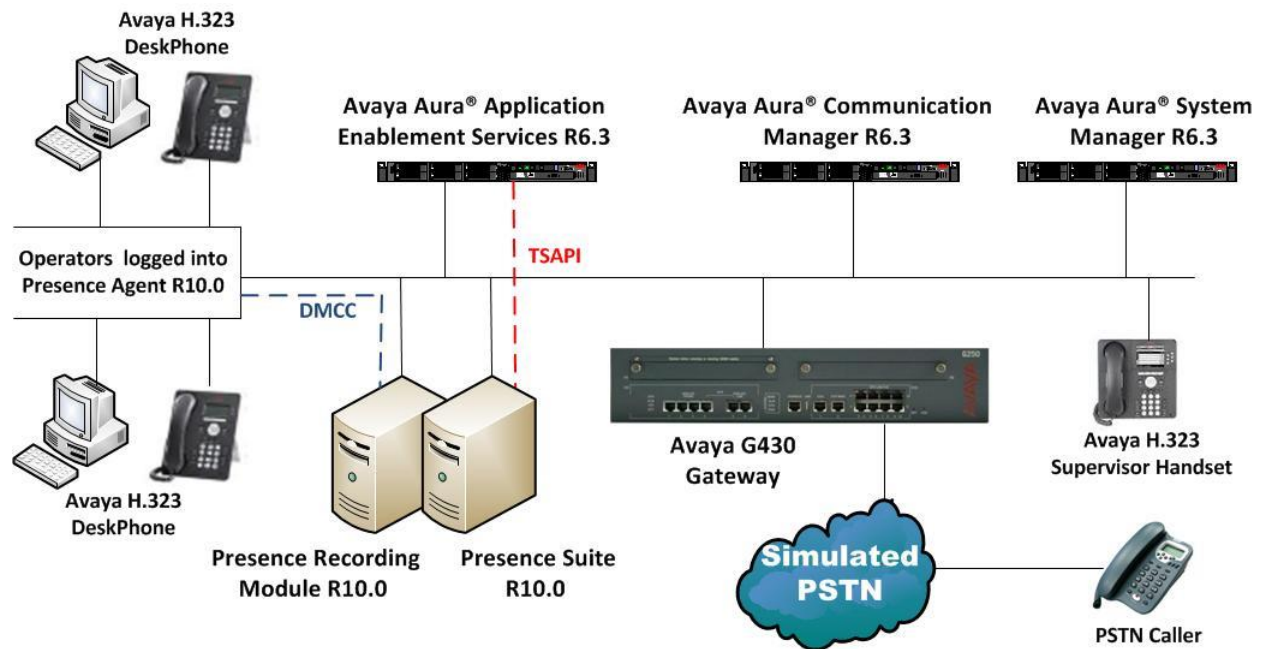 Avaya H.323
DeskPhone
Avaya Aura® Application
Enablement Services R6.3
Avaya Aura® Communication
Manager R6.3
Avaya Aura® System
Manager R6.3
Operators logged into
Presence Agent R10.0
TSAPI
DMCC
G250
AVAYA
Avaya H.323
DeskPhone
Avaya G430
Gateway
Avaya H.323
Supervisor Handset
Presence Recording
Module R10.0
Presence Suite
R10.0
Simulated
PSTN
PSTN Caller